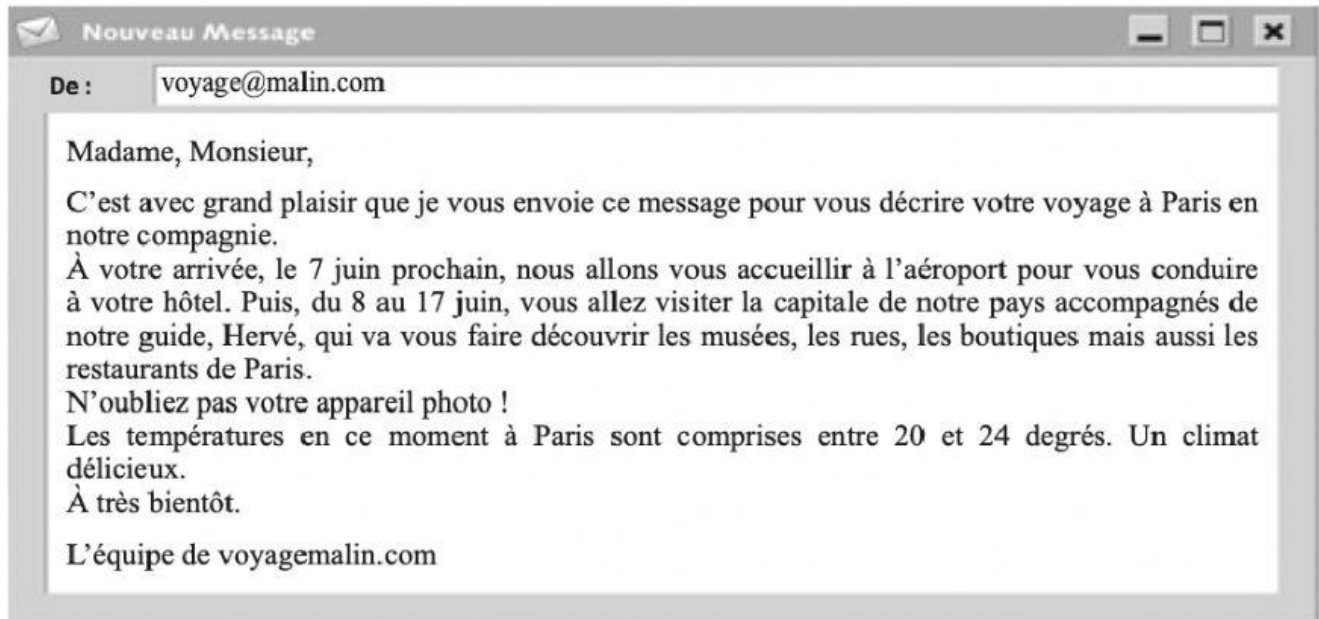 Nouveau Message
De : voyage@malin.com
Madame, Monsieur,
C’est avec grand plaisir que je vous envoie ce message pour vous décrire votre voyage à Paris en
notre compagnie.
À votre arrivée, le 7 juin prochain, nous allons vous accueillir à l’aéroport pour vous conduire
à votre hôtel. Puis, du 8 au 17 juin, vous allez visiter la capitale de notre pays accompagnés de
notre guide, Hervé, qui va vous faire découvrir les musées, les rues, les boutiques mais aussi les
restaurants de Paris.
N’oubliez pas votre appareil photo !
Les températures en ce moment à Paris sont comprises entre 20 et 24 degrés. Un climat
délicieux.
À très bientôt.
L’équipe de voyagemalin.com